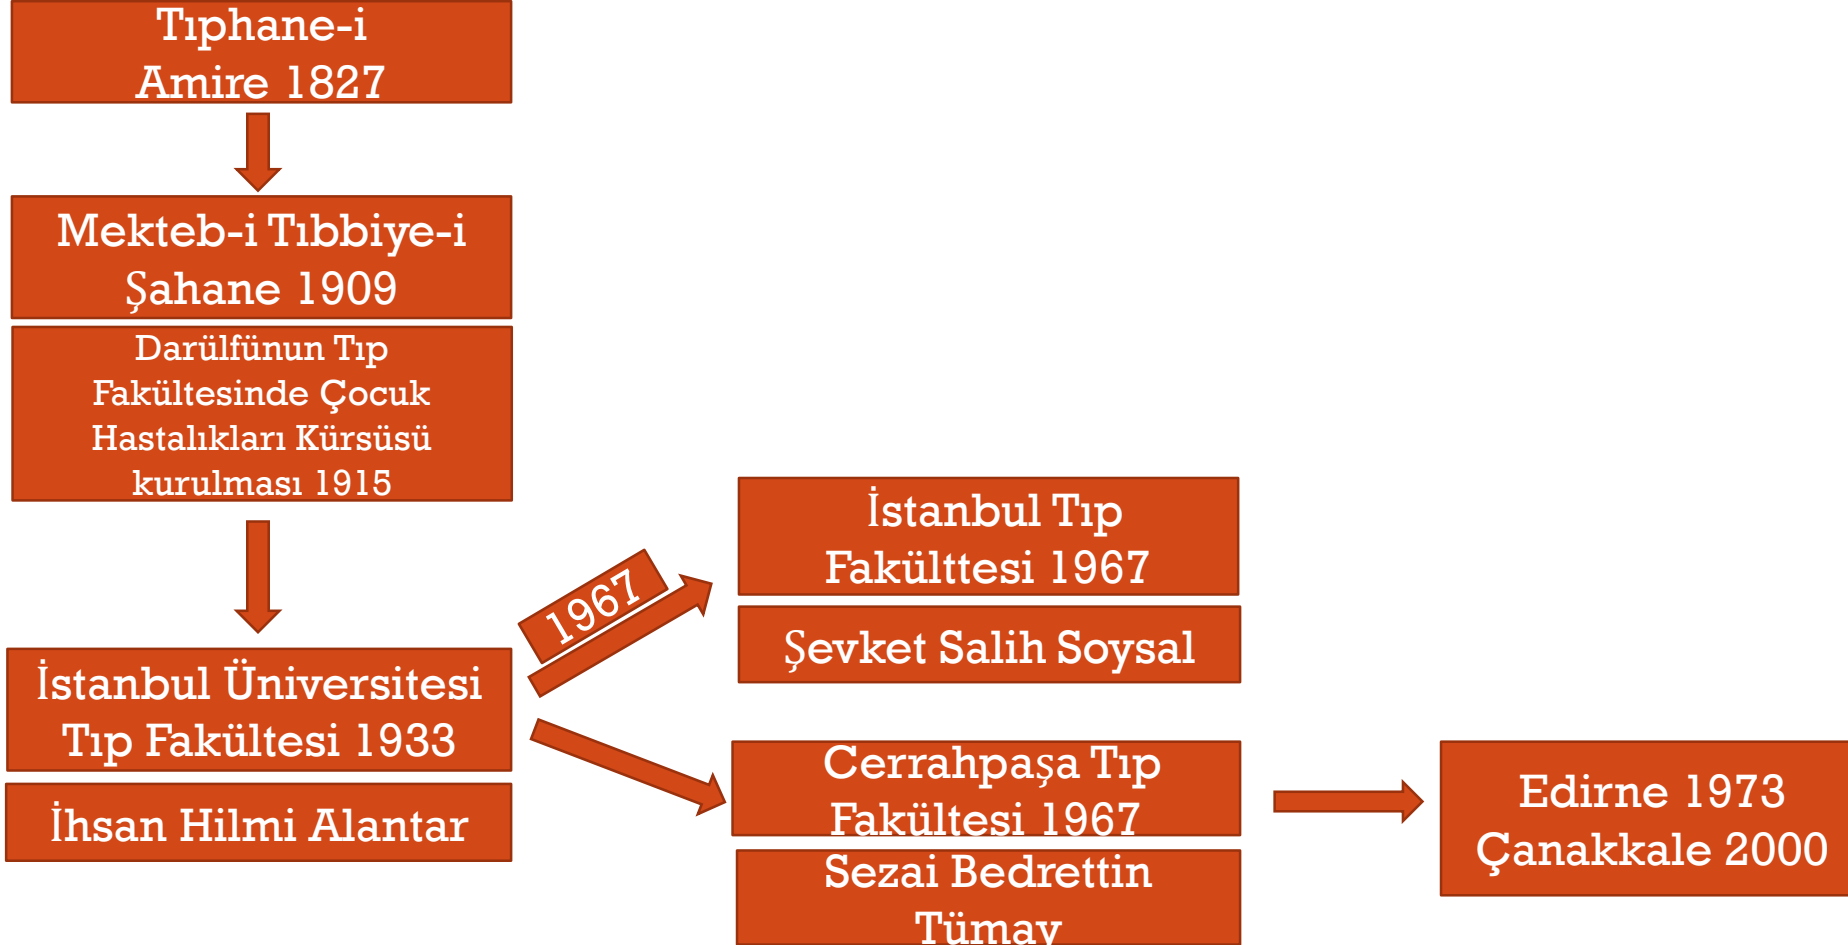 Tıphane-i
Amire 1827
Mekteb-i Tıbbiye-i
Şahane 1909
Darülfünun Tıp
Fakültesinde Çocuk
Hastalıkları Kürsüsü
kurulması 1915
İstanbul Üniversitesi
Tıp Fakültesi 1933
İhsan Hilmi Alantar
1967
İstanbul Tıp
Fakülttesi 1967
Şevket Salih Soysal
Cerrahpaşa Tıp
Fakültesi 1967
Sezai Bedrettin
Tümay
Edirne 1973
Çanakkale 2000